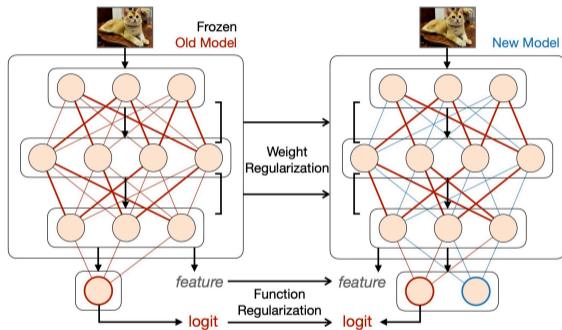 Frozen
Old Model
New Model
Weight
Regularization
feature
feature
Function
Regularization
logit
logit